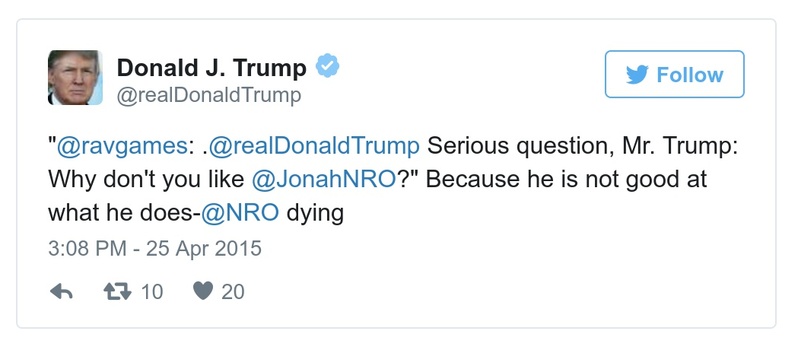 Donald J. Trump
@realDonaldTrump
Follow
"@ravgames: .@realDonaldTrump Serious question, Mr. Trump:
Why don't you like @JonahNRO?" Because he is not good at
what he does-@NRO dying
3:08 PM - 25 Apr 2015
10 20